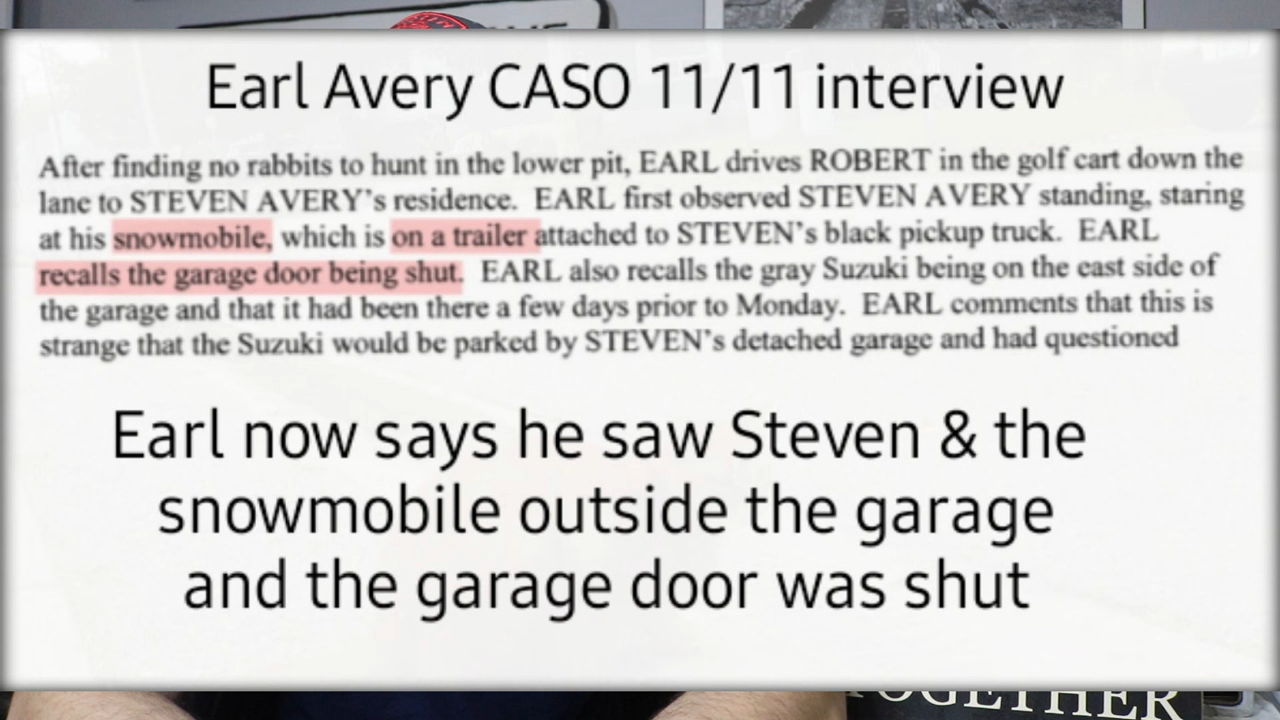 Earl Avery CASO 11/11 interview
After finding no rabbits to hunt in the lower pit, EARL drives ROBERT in the golf cart down the
lane to STEVEN AVERY's residence. EARL first observed STEVEN AVERY standing, staring
at his snowmobile, which is on a trailer attached to STEVEN's black pickup truck. EARL
recalls the garage door being shut. EARL also recalls the gray Suzuki being on the east side of
the garage and that it had been there a few days prior to Monday. EARL comments that this is
strange that the Suzuki would be parked by STEVEN's detached garage and had questioned
Earl now says he saw Steven & the
snowmobile outside the garage
and the garage door was shut
TOGETHER